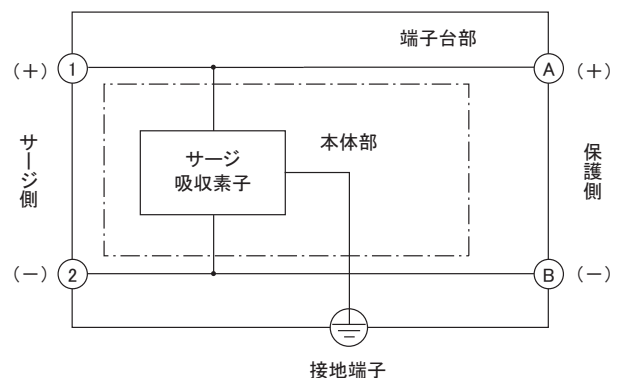 端子台部
(+) 1
A (+)
サージ側
本体部
サージ
吸収素子
保護側
(-) 2
B (-)
接地端子